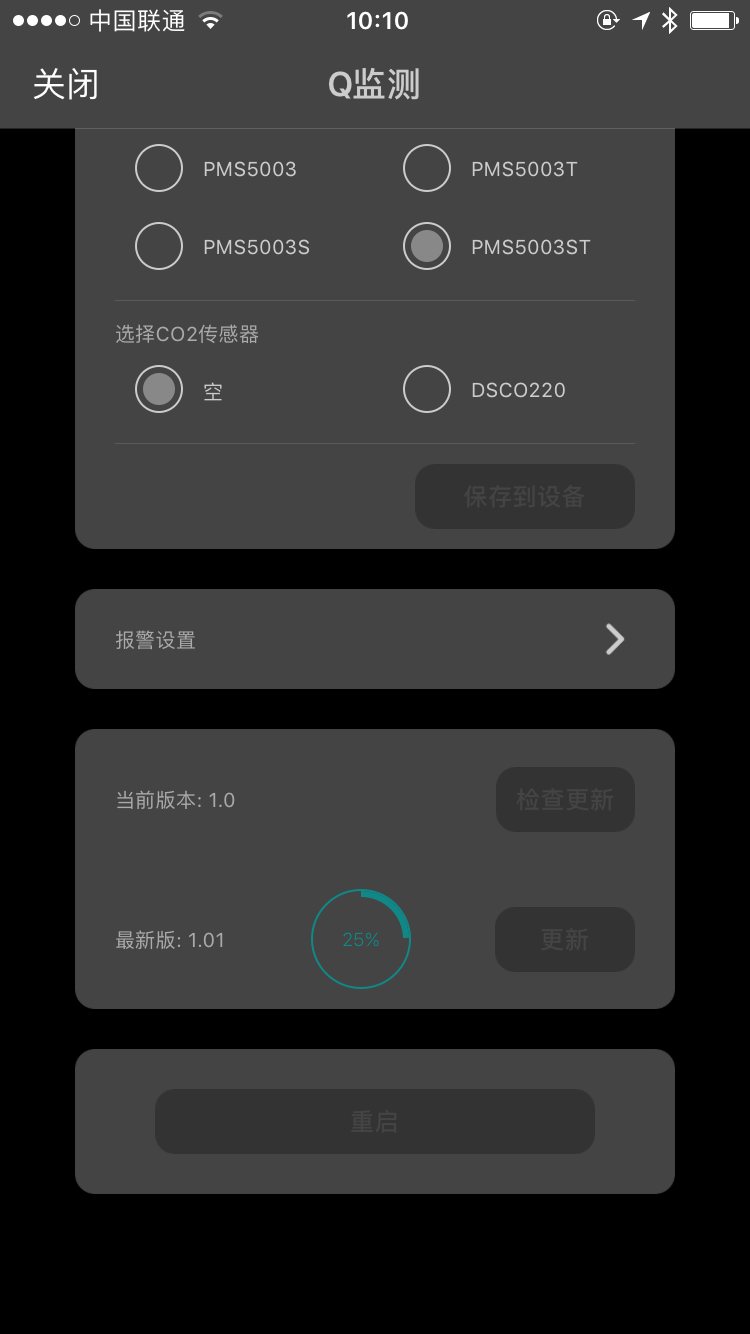 中国联通 10:10
关闭 Q监测
PMS5003 PMS5003T
PMS5003S PMS5003ST
选择CO2传感器
空 DSCO220
保存到设备
报警设置
当前版本: 1.0 检查更新
最新版: 1.01 25% 更新
重启